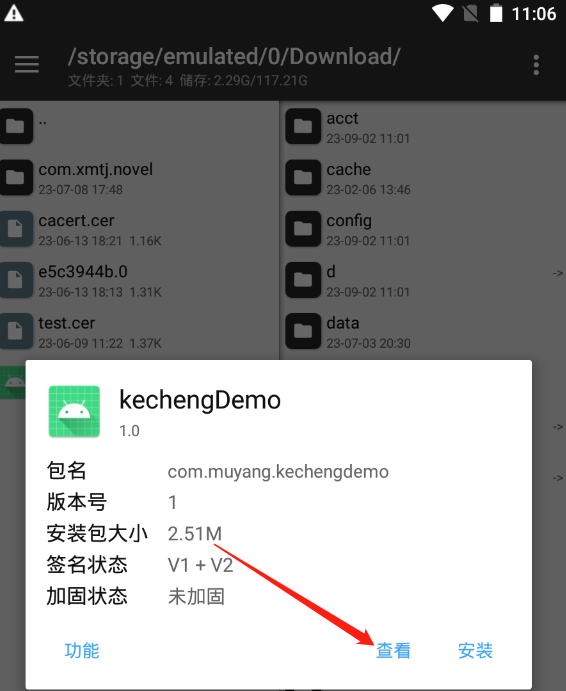 11:06
/storage/emulated/0/Download/
文件夹: 1 文件: 4 储存: 2.29G/117.21G
..
com.xmtj.novel
23-07-08 17:48
cacert.cer
23-06-13 18:21 1.16K
e5c3944b.0
23-06-13 18:13 1.31K
test.cer
23-06-09 11:22 1.37K
acct
23-09-02 11:01
cache
23-02-06 13:46
config
23-09-02 11:01
d
23-09-02 11:01
->
data
23-07-03 20:30
->
->
kechengDemo
1.0
包名 com.muyang.kechengdemo
版本号 1
安装包大小 2.51M
签名状态 V1 + V2
加固状态 未加固
功能 查看 安装